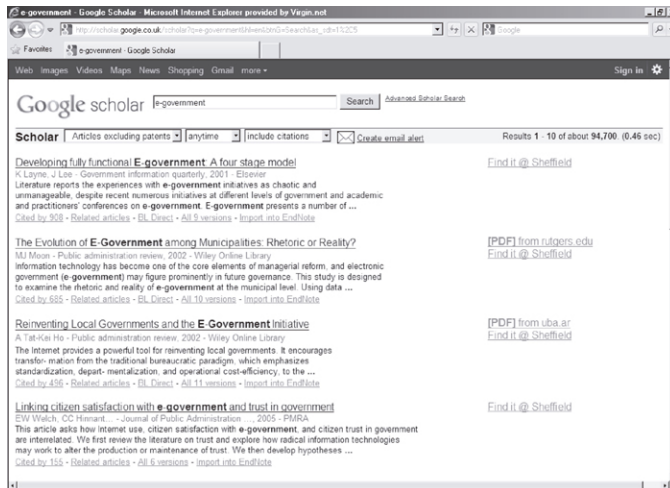 e-government - Google Scholar - Microsoft Internet Explorer provided by Virgin.net
Google
Favorites e-government - Google Scholar
Web Images Videos Maps News Shopping Gmail more Sign in
Google scholar e-government Search Advanced Scholar Search
Scholar Articles excluding patents anytime include citations Create email alert Results 1 - 10 of about 94,700. (0.46 sec)
Developing fully functional E-government: A four stage model Find it @ Sheffield
K Layne, J Lee - Government information quarterly, 2001 - Elsevier
Literature reports the experiences with e-government initiatives as chaotic and
unmanageable, despite recent numerous initiatives at different levels of government and academic
and practitioners' conferences on e-government. E-government presents a number of ...
Cited by 908 - Related articles - BL Direct - All 9 versions - Import into EndNote
The Evolution of E-Government among Municipalities: Rhetoric or Reality? [PDF] from rutgers.edu
MJ Moon - Public administration review, 2002 - Wiley Online Library Find it @ Sheffield
Information technology has become one of the core elements of managerial reform, and electronic
government (e-government) may figure prominently in future governance. This study is designed
to examine the rhetoric and reality of e-government at the municipal level. Using data ...
Cited by 685 - Related articles - BL Direct - All 10 versions - Import into EndNote
Reinventing Local Governments and the E-Government Initiative [PDF] from uba.ar
A Tat-Kei Ho - Public administration review, 2002 - Wiley Online Library Find it @ Sheffield
The Internet provides a powerful tool for reinventing local governments. It encourages
transfor- mation from the traditional bureaucratic paradigm, which emphasizes
standardization, depart- mentalization, and operational cost-efficiency, to the ...
Cited by 496 - Related articles - BL Direct - All 11 versions - Import into EndNote
Linking citizen satisfaction with e-government and trust in government Find it @ Sheffield
EW Welch, CC Hinnant... - Journal of Public Administration ..., 2005 - PMRA
This article asks how Internet use, citizen satisfaction with e-government, and citizen trust in government
are interrelated. We first review the literature on trust and explore how radical information technologies
may work to alter the production or maintenance of trust. We then develop hypotheses ...
Cited by 155 - Related articles - All 6 versions - Import into EndNote